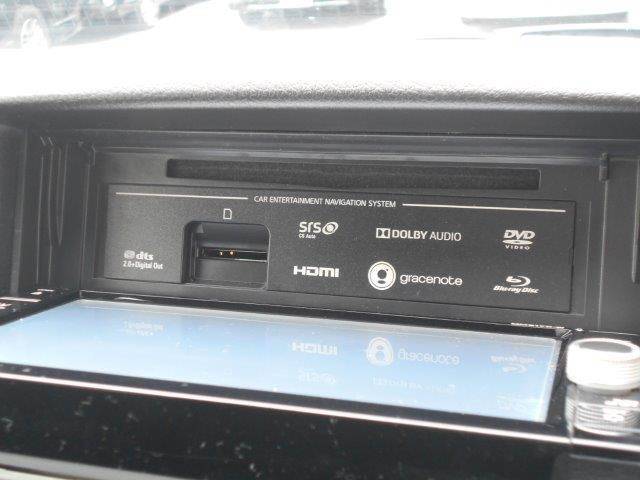 CAR ENTERTAINMENT NAVIGATION SYSTEM
dts
2.0+Digital Out
SRS
CS Auto
DOLBY AUDIO
DVD
VIDEO
HDMI
gracenote
Blu-ray Disc